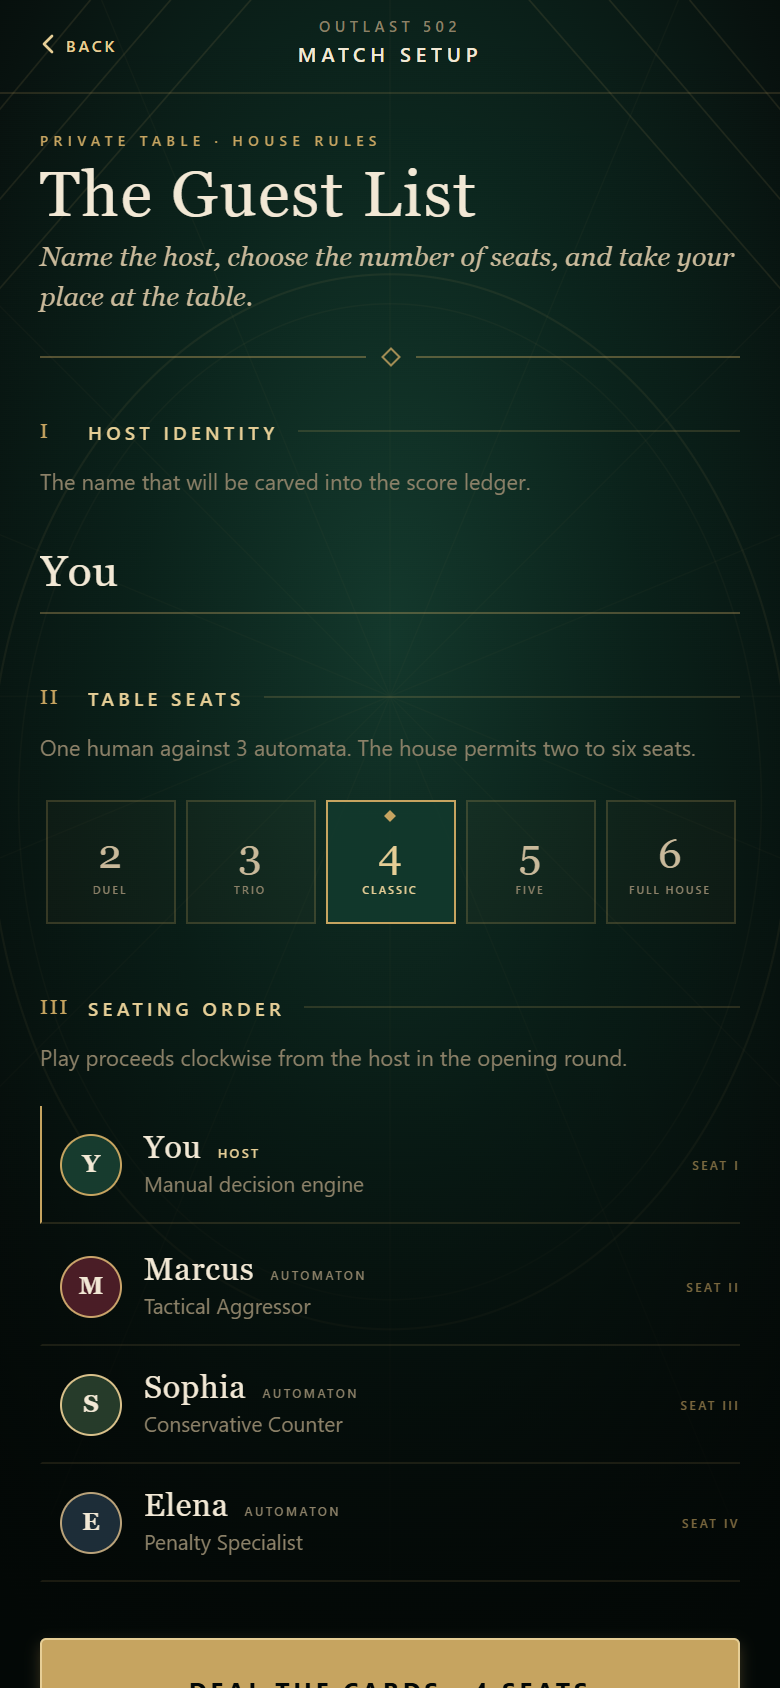 OUTLAST 502
BACK
MATCH SETUP
PRIVATE TABLE · HOUSE RULES
The Guest List
Name the host, choose the number of seats, and take your
place at the table.
I HOST IDENTITY
The name that will be carved into the score ledger.
You
II TABLE SEATS
One human against 3 automata. The house permits two to six seats.
2 3 4 5 6
DUEL TRIO CLASSIC FIVE FULL HOUSE
III SEATING ORDER
Play proceeds clockwise from the host in the opening round.
Y You HOST
Manual decision engine
SEAT I
M Marcus AUTOMATON
Tactical Aggressor
SEAT II
S Sophia AUTOMATON
Conservative Counter
SEAT III
E Elena AUTOMATON
Penalty Specialist
SEAT IV
DEAL THE CARDS · 4 SEATS